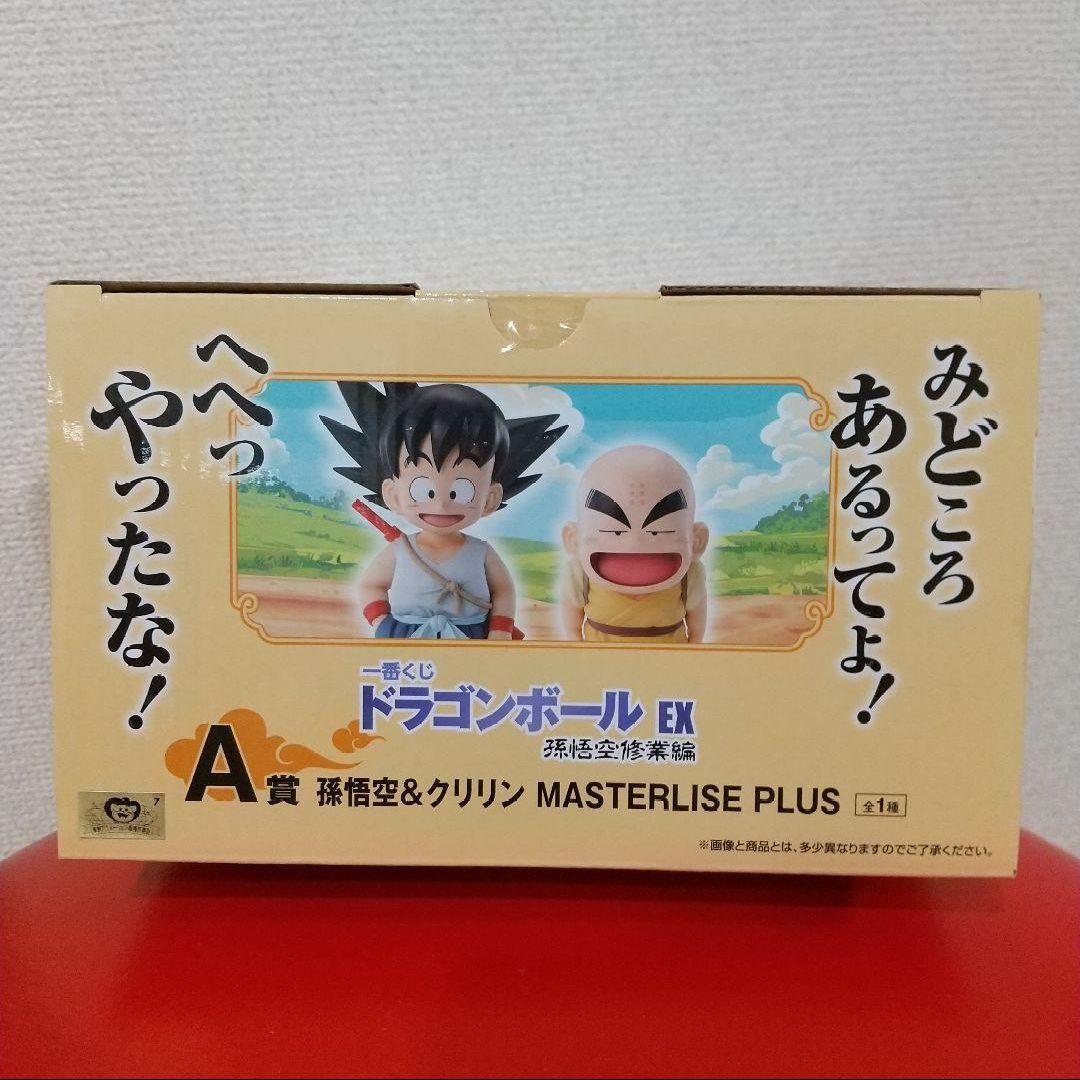 みどころ
あるってよ!
へへっ
やったな!
一番くじ
ドラゴンボール EX
孫悟空修業編
A賞 孫悟空&クリリン MASTERLISE PLUS 全1種
※画像と商品とは、多少異なりますのでご了承ください。
7